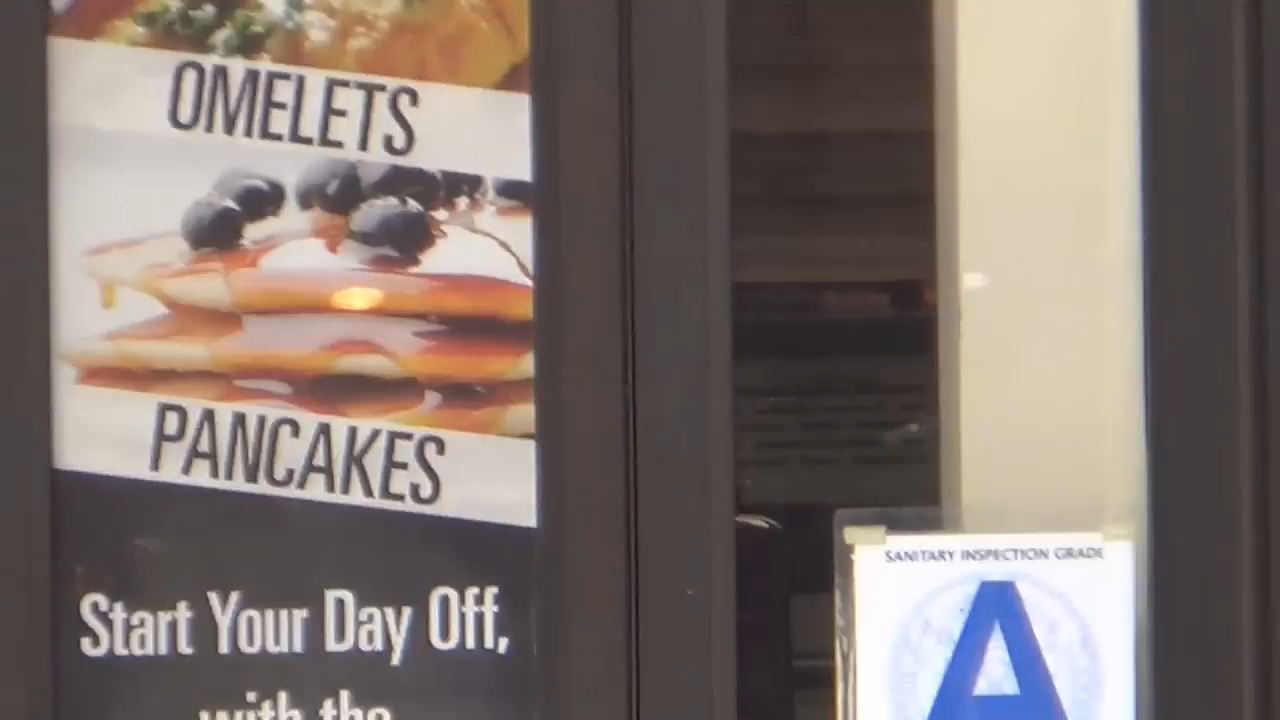 OMELETS
PANCAKES
Start Your Day Off,
with the
SANITARY INSPECTION GRADE
A